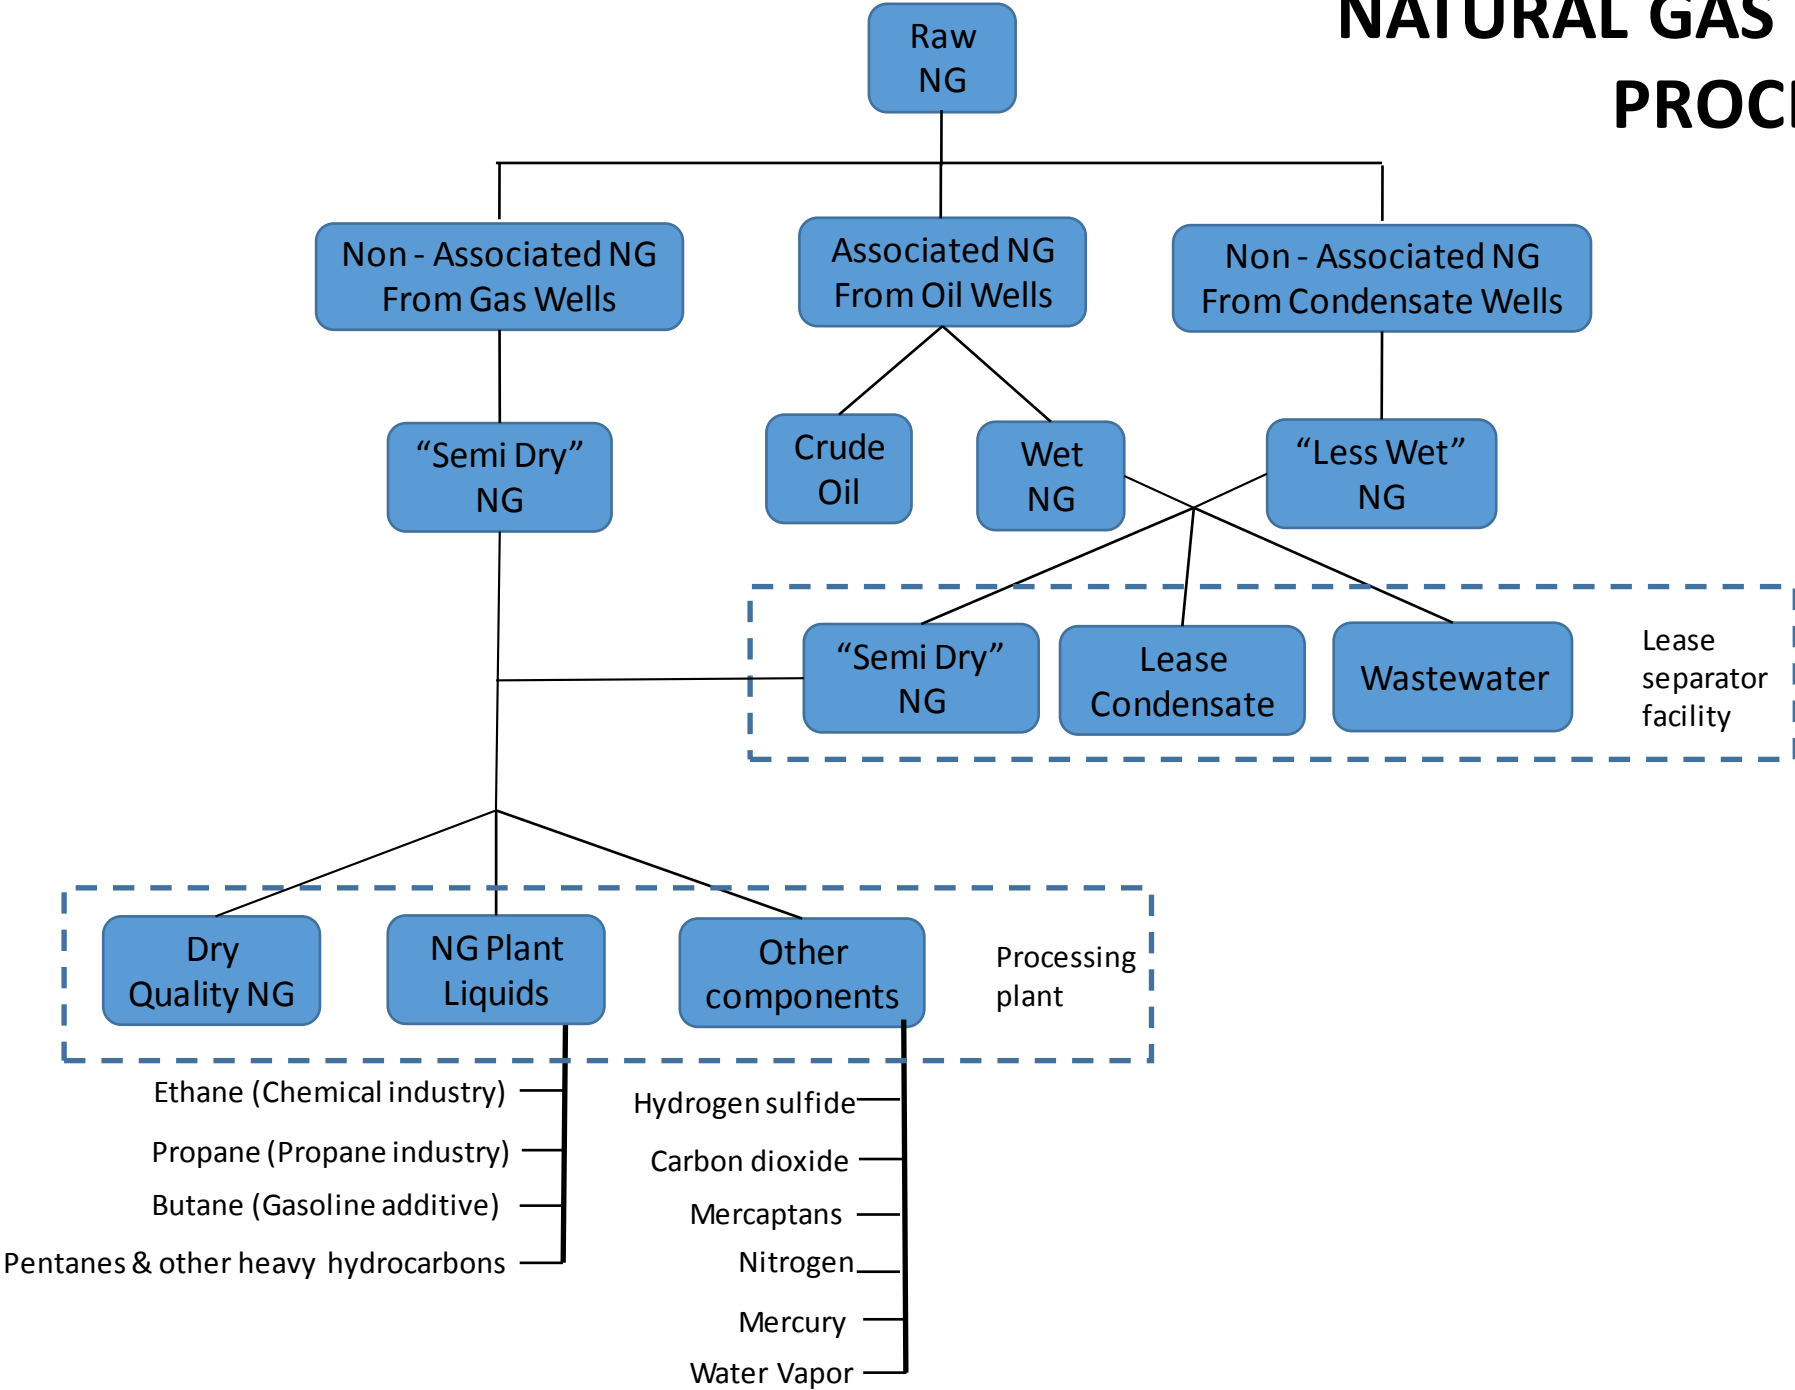 NATURAL GAS
Raw
NG
Non - Associated NG
From Gas Wells
Associated NG
From Oil Wells
Non - Associated NG
From Condensate Wells
“Semi Dry”
NG
Crude
Oil
Wet
NG
“Less Wet”
NG
“Semi Dry”
NG
Lease
Condensate
Wastewater
Lease
separator
facility
Dry
Quality NG
NG Plant
Liquids
Other
components
Processing
plant
Ethane (Chemical industry)
Propane (Propane industry)
Butane (Gasoline additive)
Pentanes & other heavy hydrocarbons
Hydrogen sulfide
Carbon dioxide
Mercaptans
Nitrogen
Mercury
Water Vapor